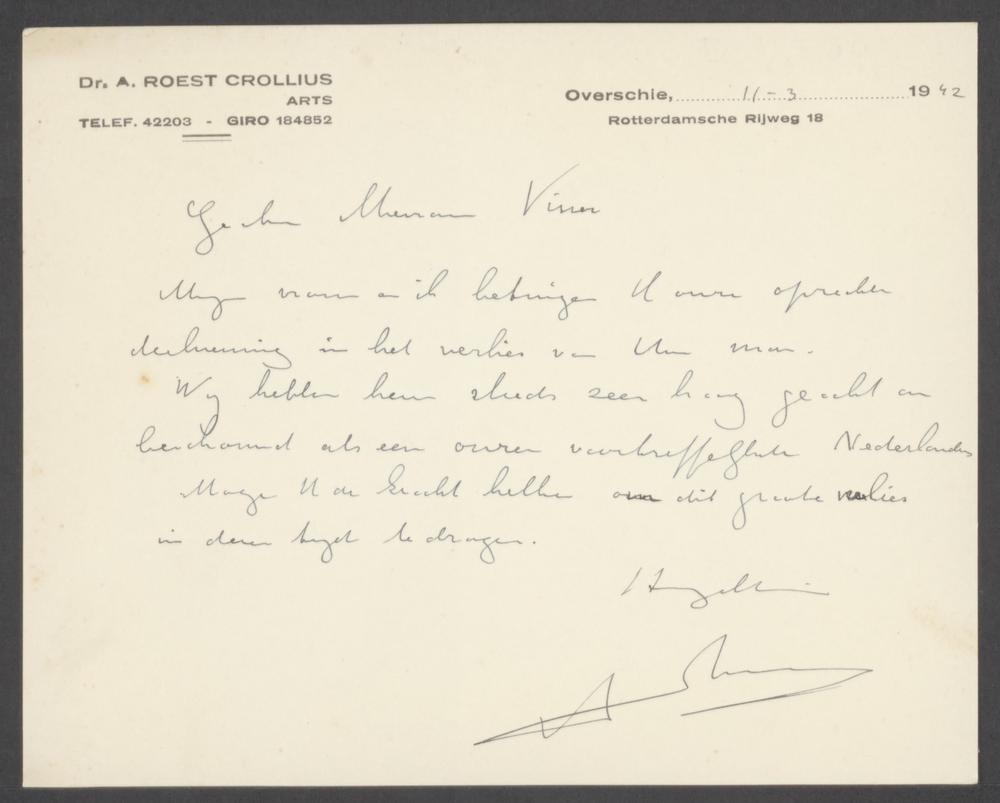 Dr. A. ROEST CROLLIUS
ARTS
TELEF. 42203 - GIRO 184852
Overschie, 11-3 1942
Rotterdamsche Rijweg 18
Geachte Mevrouw Visser
Mijn vrouw en ik betuigen U onze oprechte
deelneming in het verlies van Uw man.
Wij hebben hem steeds zeer hoog geacht en
beschouwd als een onzer voortreffelijkste Nederlanders
Moge U de kracht hebben om dit groote verlies
in dezen tijd te dragen.
Hoogachtend